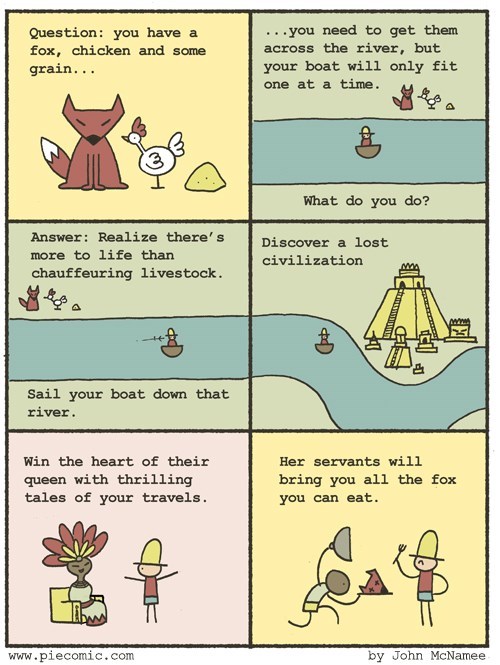 Question: you have a
fox, chicken and some
grain...
...you need to get them
across the river, but
your boat will only fit
one at a time.
What do you do?
Answer: Realize there's
more to life than
chauffeuring livestock.
Sail your boat down that
river.
Discover a lost
civilization
Win the heart of their
queen with thrilling
tales of your travels.
Her servants will
bring you all the fox
you can eat.
www.piecomic.com
by John McNamee